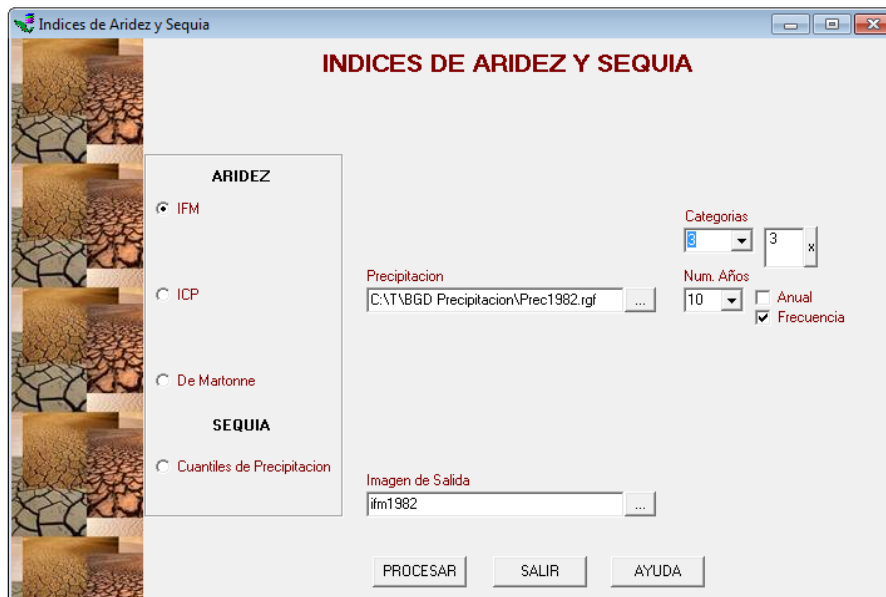 Indices de Aridez y Sequia
INDICES DE ARIDEZ Y SEQUIA
ARIDEZ
IFM
ICP
De Martonne
SEQUIA
Cuantiles de Precipitacion
Categorias
3
3
x
Precipitacion
C:\T\BGD Precipitacion\Prec1982.rgf
...
Num. Años
10
Anual
Frecuencia
Imagen de Salida
ifm1982
...
PROCESAR
SALIR
AYUDA